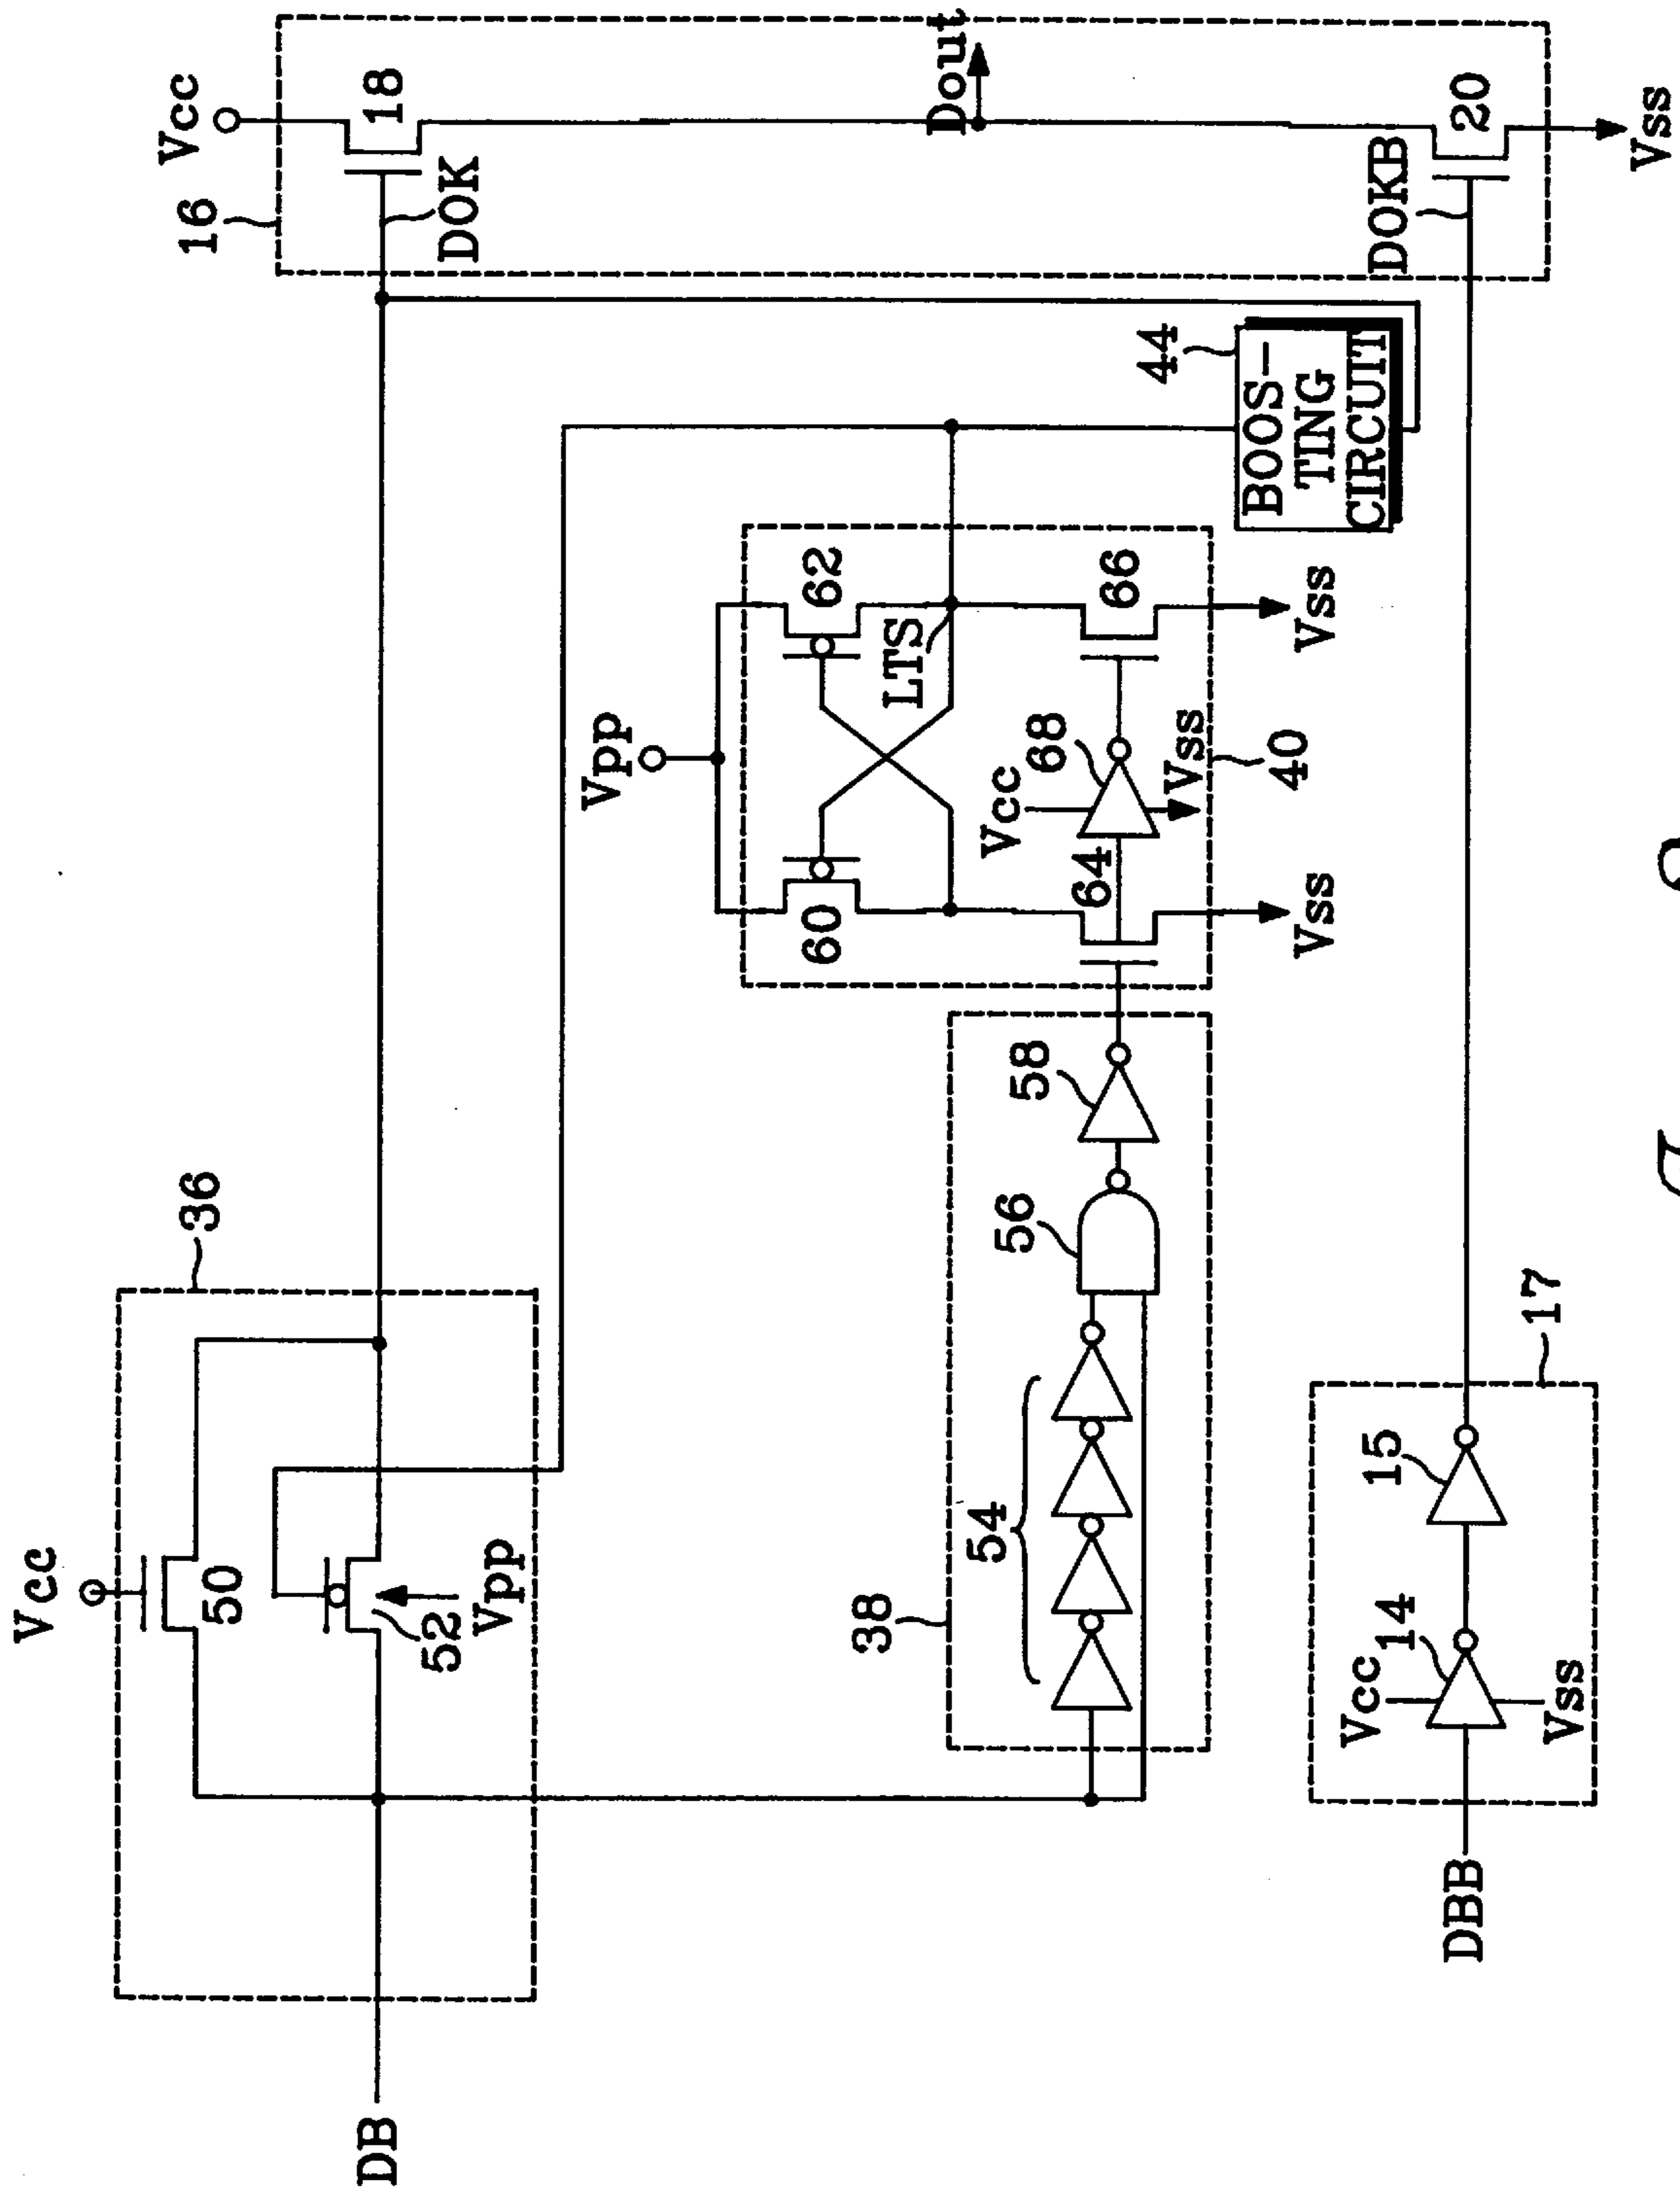 Vcc
16
18
DOK
Dout
DOKB
20
Vss
44
BOOS-
TING
CIRCUIT
Vpp
62
LTS
60
Vcc
68
64
66
Vss
40
Vss
Vss
36
Vcc
50
52
Vpp
DB
38
54
56
58
17
Vcc
14
15
Vss
DBB